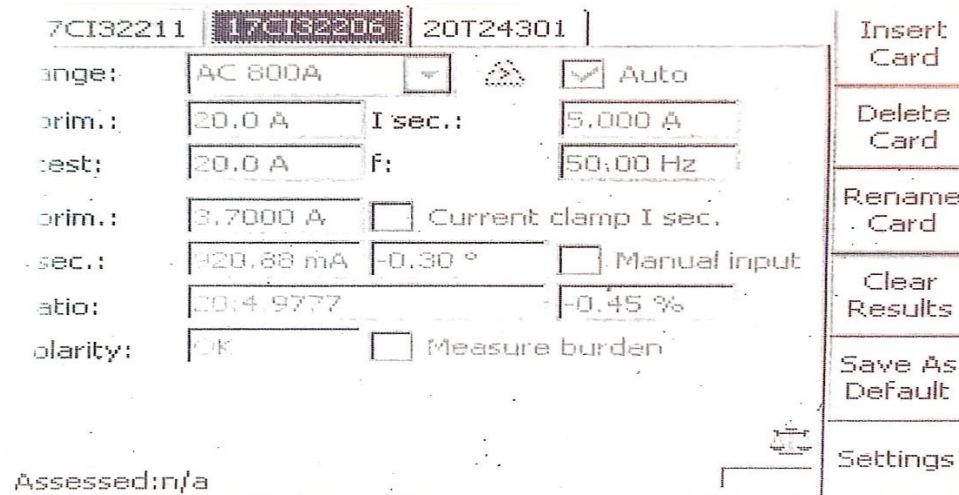 7CI32211 17CI32206 20T24301
ange: AC 800A Auto
prim.: 20.0 A I sec.: 5.000 A
test: 20.0 A f: 50.00 Hz
prim.: 3.7000 A Current clamp I sec.
sec.: 920.68 mA -0.30 ° Manual input
atio: 20:4.9777 -0.45 %
olarity: OK Measure burden
Assessed:n/a
Insert
Card
Delete
Card
Rename
Card
Clear
Results
Save As
Default
Settings